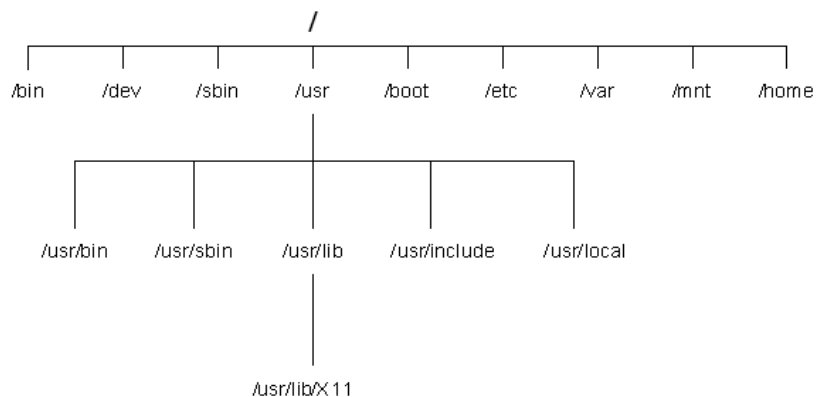 /
/bin /dev /sbin /usr /boot /etc /var /mnt /home
/usr/bin /usr/sbin /usr/lib /usr/include /usr/local
/usr/lib/X11